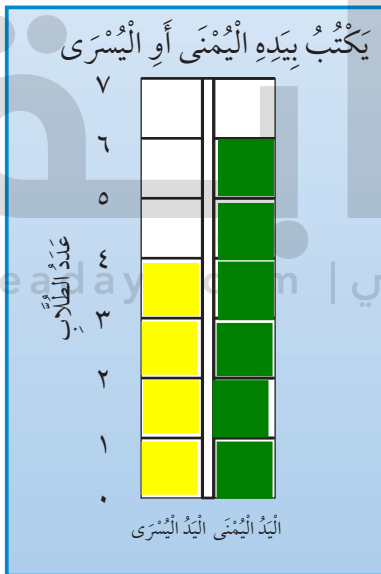 يَكْتُبُ بِيَدِهِ الْيُمْنَى أَوِ الْيُسْرَى
٧
٦
٥
٤
٣
٢
١
٠
عَدَدُ الطُّلَّابِ
الْيَدُ الْيُمْنَى الْيَدُ الْيُسْرَى